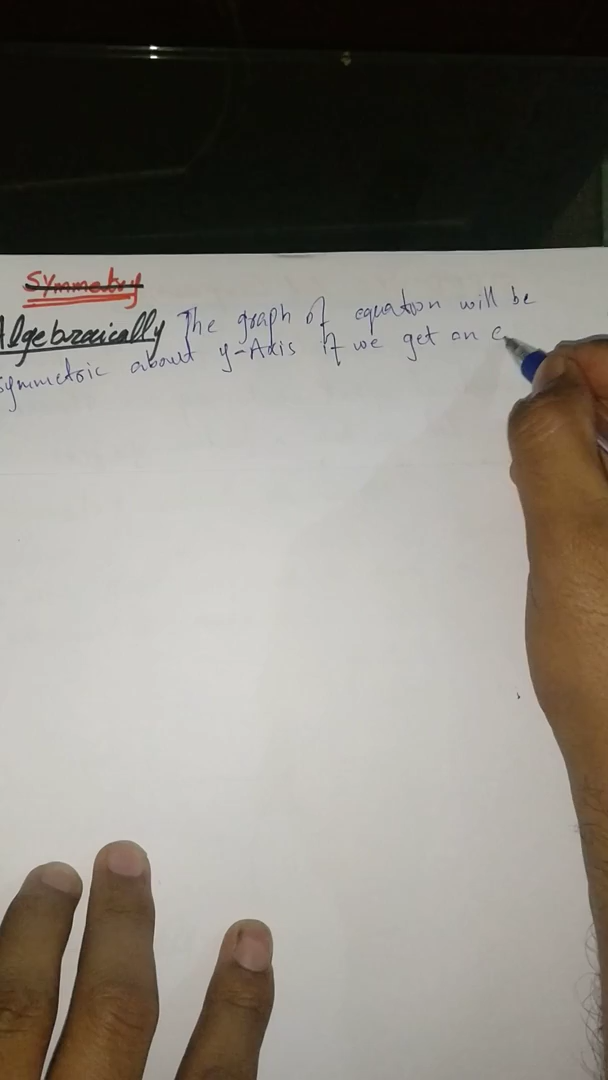 Symmetry
Algebraically The graph of equation will be
symmetric about y-Axis if we get an e